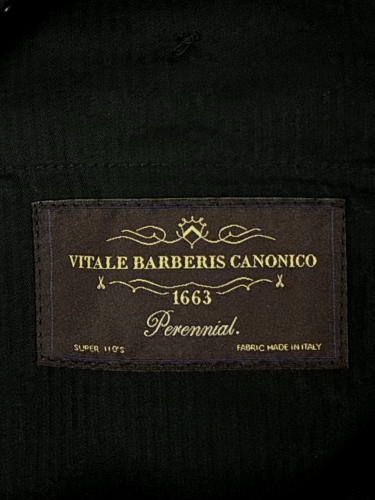 VITALE BARBERIS CANONICO
1663
Perennial.
SUPER 110'S FABRIC MADE IN ITALY